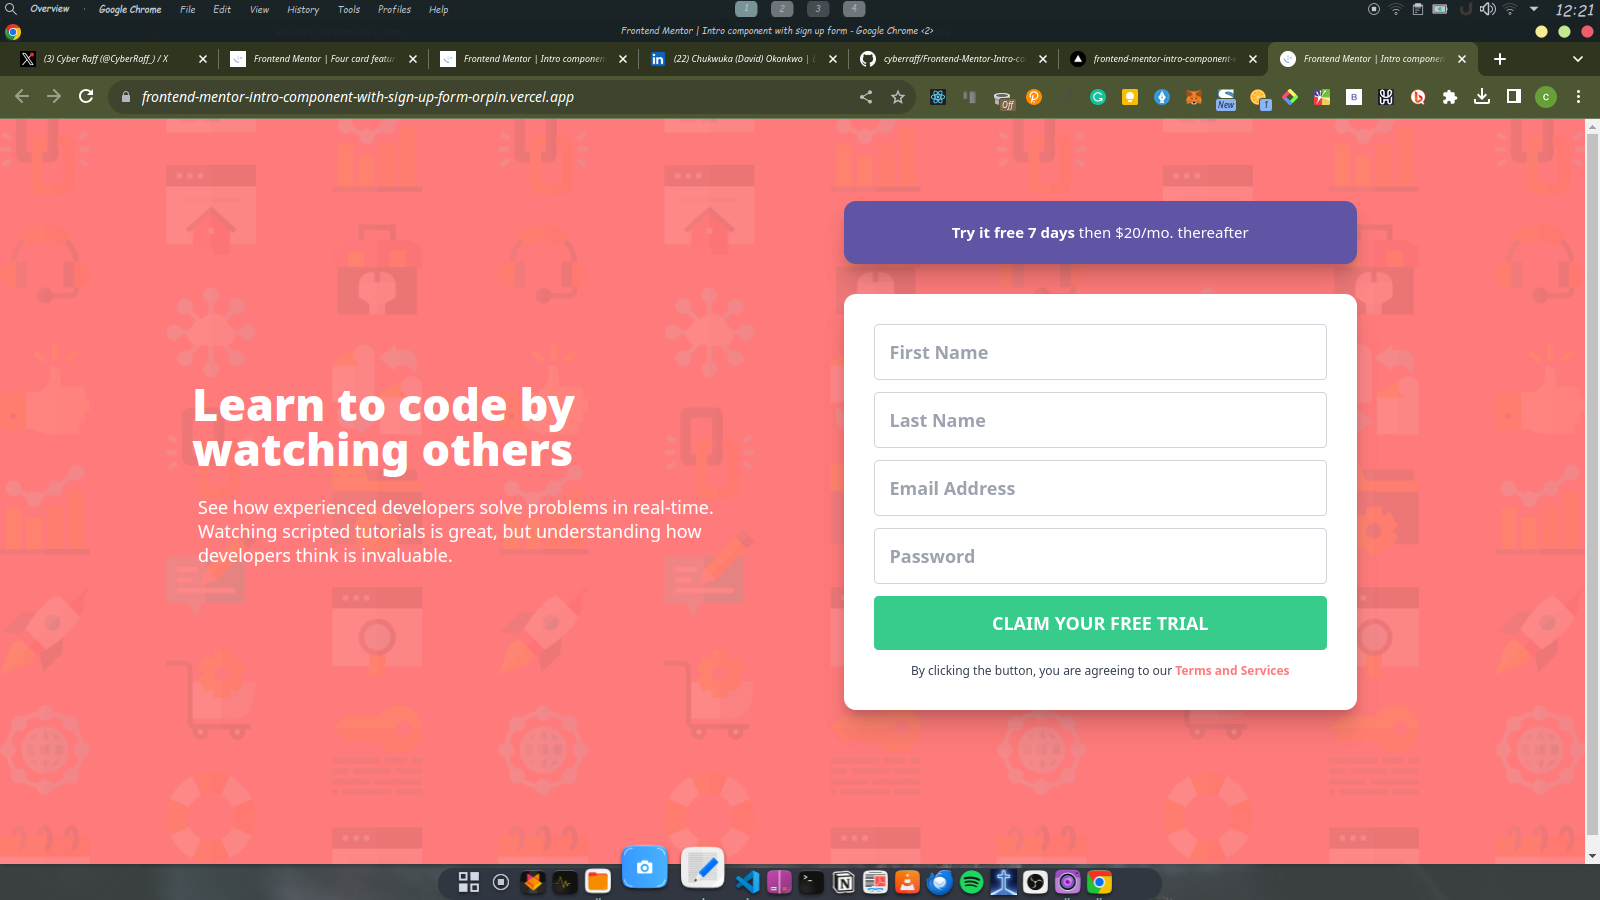 Overview · Google Chrome File Edit View History Tools Profiles Help 1 2 3 4 12:21
Frontend Mentor | Intro component with sign up form - Google Chrome <2>
(3) Cyber Raff (@CyberRaff_) / X
Frontend Mentor | Four card featur
Frontend Mentor | Intro componen
(22) Chukwuka (David) Okonkwo |
cyberraff/Frontend-Mentor-Intro-co
frontend-mentor-intro-component-
Frontend Mentor | Intro componen
frontend-mentor-intro-component-with-sign-up-form-orpin.vercel.app
Off
New
1
C
Try it free 7 days then $20/mo. thereafter
First Name
Last Name
Learn to code by
watching others
Email Address
See how experienced developers solve problems in real-time.
Watching scripted tutorials is great, but understanding how
developers think is invaluable.
Password
CLAIM YOUR FREE TRIAL
By clicking the button, you are agreeing to our Terms and Services